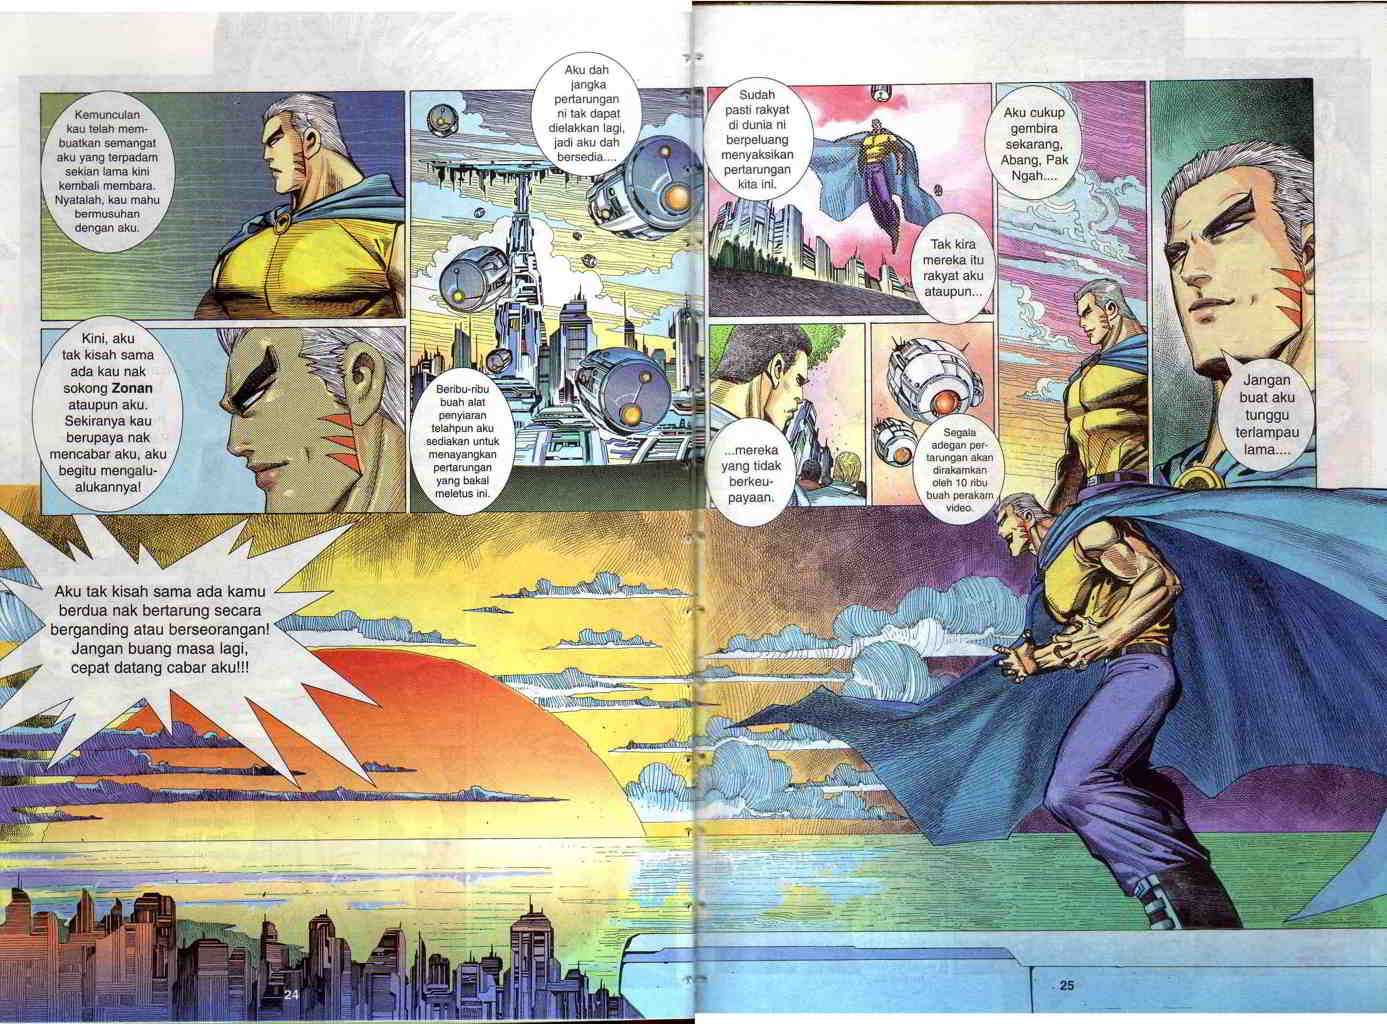 Kemunculan
kau telah mem-
buatkan semangat
aku yang terpadam
sekian lama kini
kembali membara.
Nyatalah, kau mahu
bermusuhan
dengan aku.
Kini, aku
tak kisah sama
ada kau nak
sokong Zonan
ataupun aku.
Sekiranya kau
berupaya nak
mencabar aku, aku
begitu mengalu-
alukannya!
Aku dah
jangka
pertarungan
ni tak dapat
dielakkan lagi,
jadi aku dah
bersedia....
Beribu-ribu
buah alat
penyiaran
telahpun aku
sediakan untuk
menayangkan
pertarungan
yang bakal
meletus ini.
Aku tak kisah sama ada kamu
berdua nak bertarung secara
berganding atau berseorangan!
Jangan buang masa lagi,
cepat datang cabar aku!!!
24
Sudah
pasti rakyat
di dunia ni
berpeluang
menyaksikan
pertarungan
kita ini.
Tak kira
mereka itu
rakyat aku
ataupun...
...mereka
yang tidak
berkeu-
payaan.
Segala
adegan per-
tarungan akan
dirakamkan
oleh 10 ribu
buah perakam
video.
Aku cukup
gembira
sekarang,
Abang, Pak
Ngah....
Jangan
buat aku
tunggu
terlampau
lama....
25